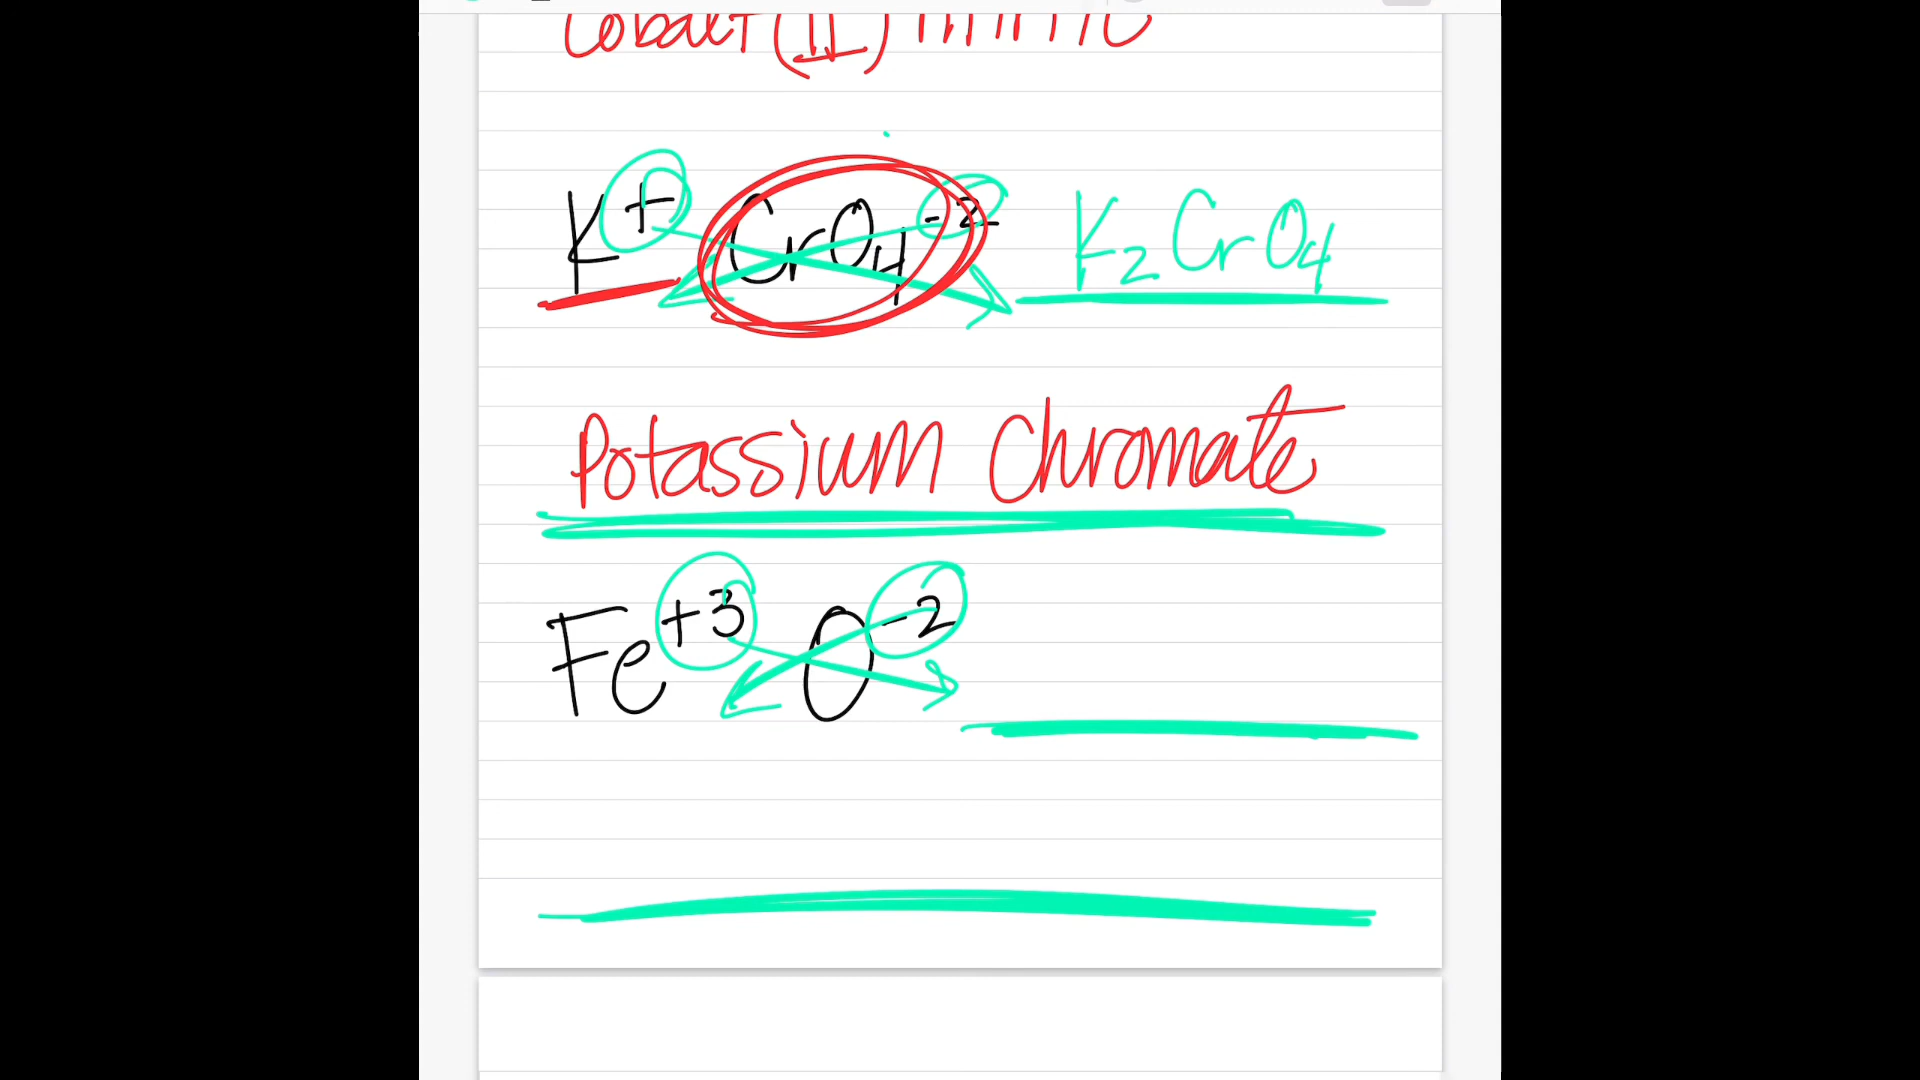 Cobalt (II)
K+ CrO4-2 K2CrO4
Potassium Chromate
Fe+3 O-2